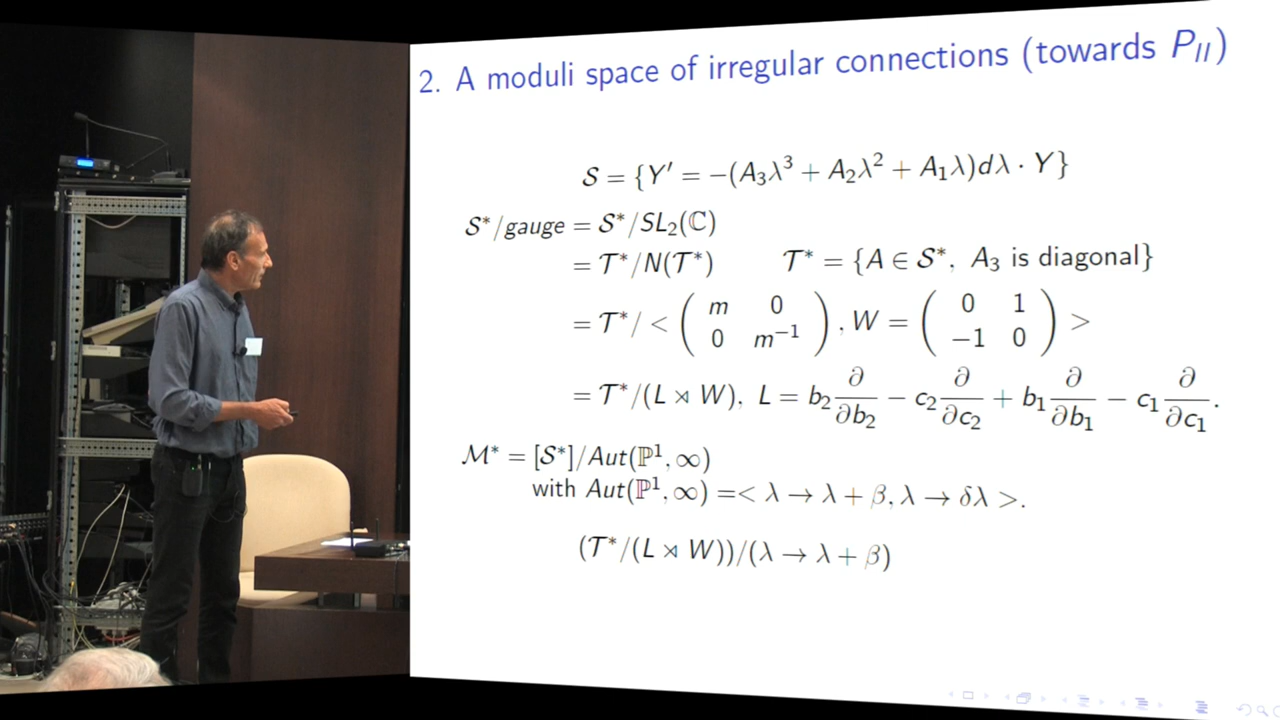 2. A moduli space of irregular connections (towards P_{II})
S = {Y′ = −(A₃λ³ + A₂λ² + A₁λ)dλ · Y}
S*/gauge = S*/SL₂(ℂ)
= T*/N(T*)   T* = {A ∈ S*, A₃ is diagonal}
= T*/ < ( m 0 ; 0 m⁻¹ ), W = ( 0 1 ; −1 0 ) >
= T*/(L ⋊ W), L = b₂ ∂/∂b₂ − c₂ ∂/∂c₂ + b₁ ∂/∂b₁ − c₁ ∂/∂c₁.
M* = [S*]/Aut(ℙ¹, ∞)
with Aut(ℙ¹, ∞) =< λ → λ + β, λ → δλ >.
(T*/(L ⋊ W))/(λ → λ + β)